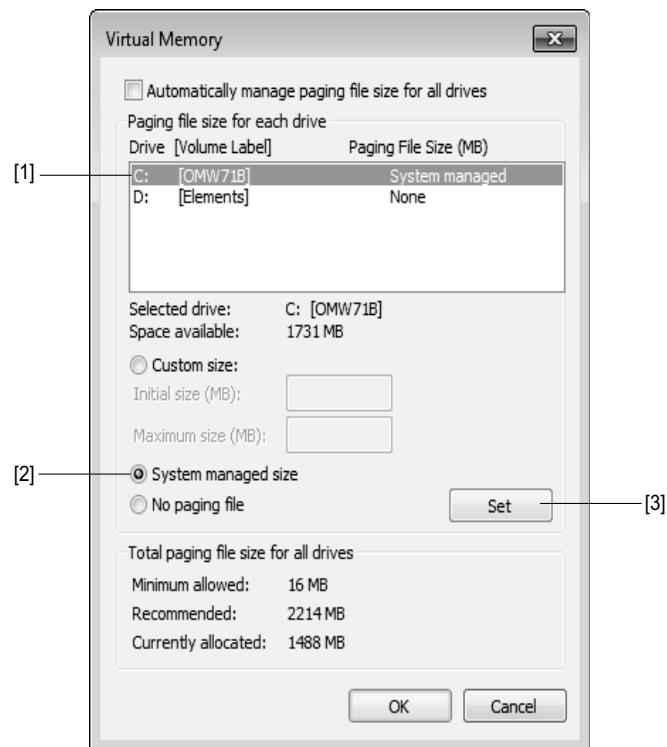 Virtual Memory
Automatically manage paging file size for all drives
Paging file size for each drive
Drive [Volume Label] Paging File Size (MB)
[1] C: [OMW71B] System managed
D: [Elements] None
Selected drive: C: [OMW71B]
Space available: 1731 MB
Custom size:
Initial size (MB):
Maximum size (MB):
[2] System managed size
No paging file Set [3]
Total paging file size for all drives
Minimum allowed: 16 MB
Recommended: 2214 MB
Currently allocated: 1488 MB
OK Cancel